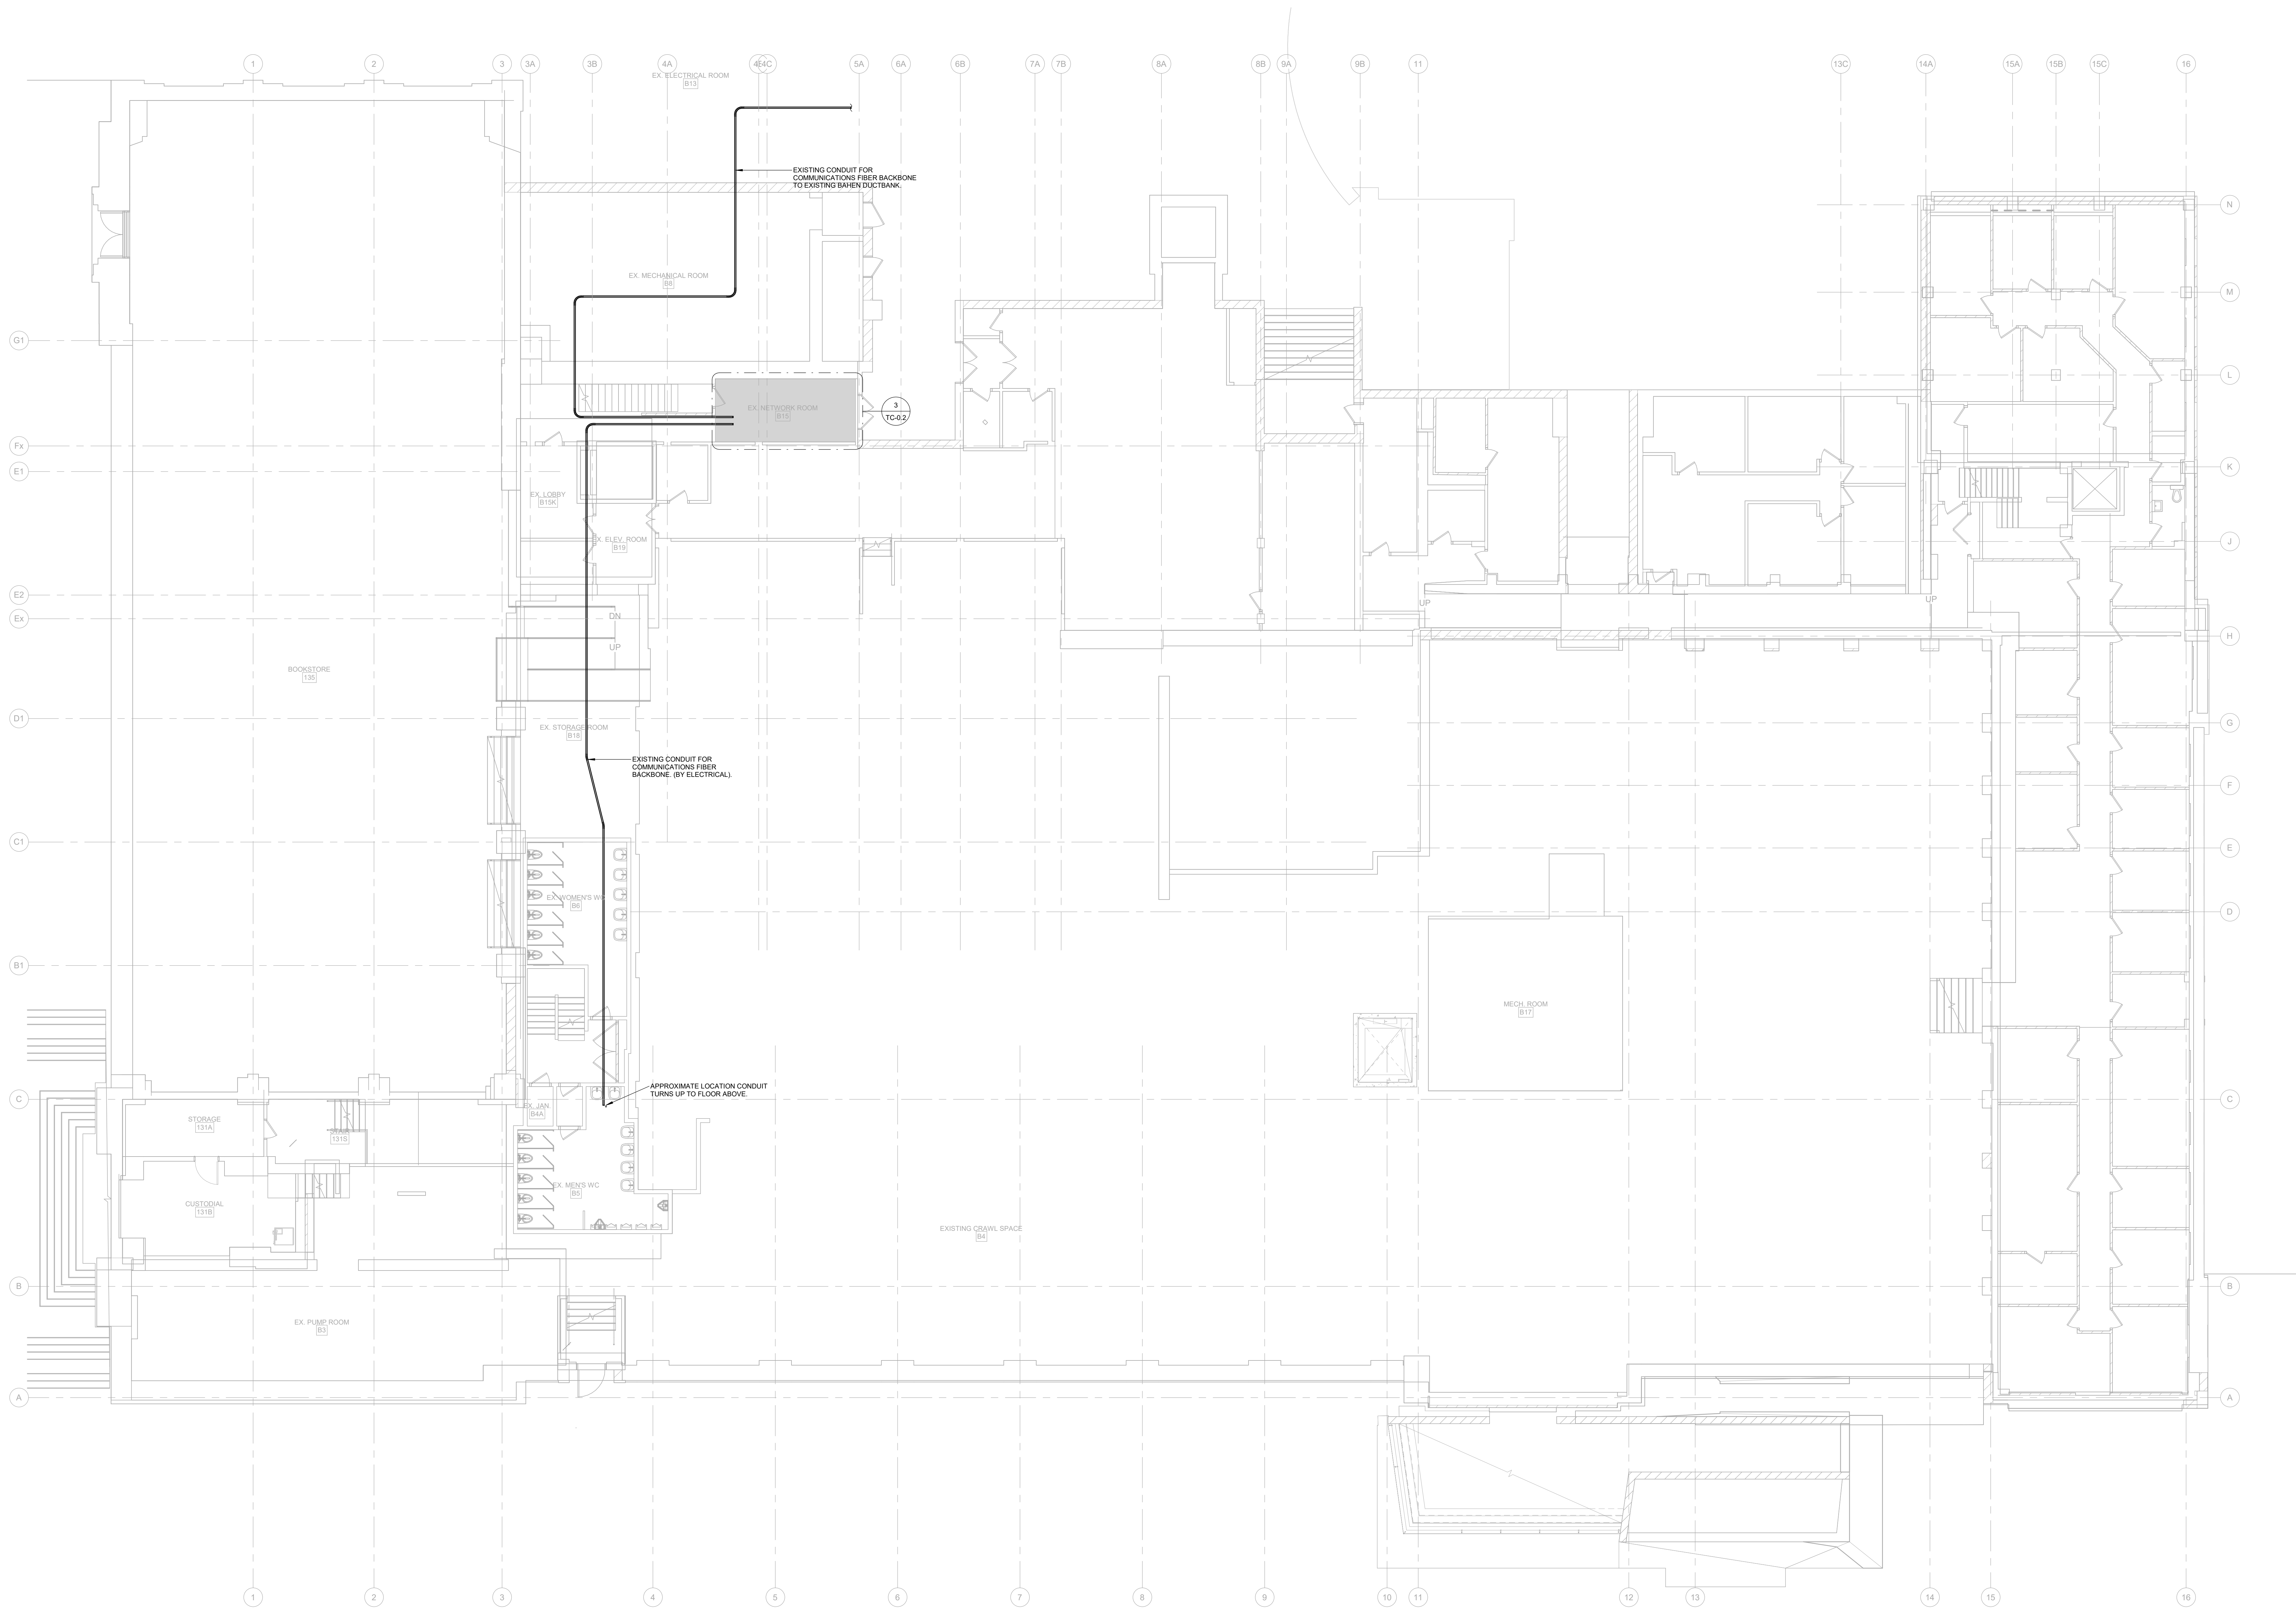 1
2
3
3A
3B
4A
4C
5A
6A
6B
7A
7B
8A
8B
9A
9B
11
13C
14A
15A
15B
15C
16
EX. ELECTRICAL ROOM
B13
EXISTING CONDUIT FOR
COMMUNICATIONS FIBER BACKBONE
TO EXISTING BAHEN DUCTBANK.
N
EX. MECHANICAL ROOM
B8
M
G1
L
EX. NETWORK ROOM
B15
3
TC-0.2
Fx
E1
K
EX. LOBBY
B15K
EX. ELEV. ROOM
B19
J
E2
UP
UP
DN
Ex
H
UP
BOOKSTORE
135
D1
G
EX. STORAGE ROOM
B18
EXISTING CONDUIT FOR
COMMUNICATIONS FIBER
BACKBONE. (BY ELECTRICAL).
F
C1
E
EX. WOMEN'S WC
B6
D
B1
MECH. ROOM
B17
APPROXIMATE LOCATION CONDUIT
TURNS UP TO FLOOR ABOVE.
C
C
EX. JAN.
B4A
STORAGE
131A
131S
EX. MEN'S WC
B5
CUSTODIAL
131B
EXISTING CRAWL SPACE
B4
B
B
EX. PUMP ROOM
B3
A
A
1
2
3
4
5
6
7
8
9
10
11
12
13
14
15
16